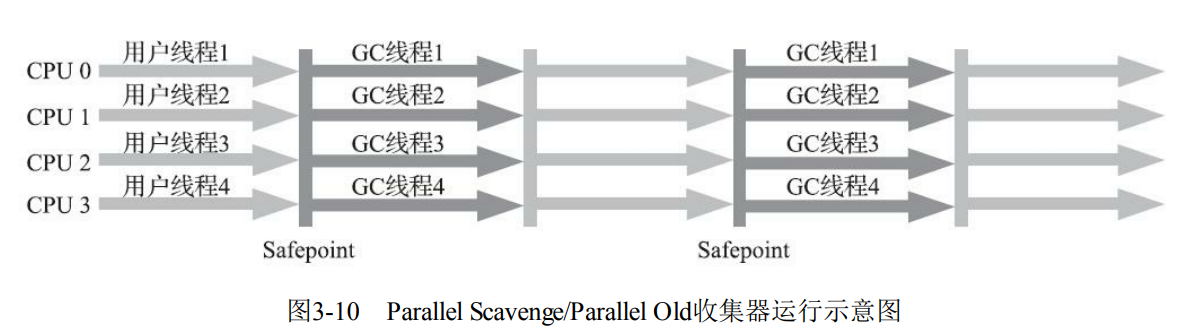 用户线程1 GC线程1 GC线程1
CPU 0
用户线程2 GC线程2 GC线程2
CPU 1
用户线程3 GC线程3 GC线程3
CPU 2
用户线程4 GC线程4 GC线程4
CPU 3
Safepoint Safepoint
图3-10 Parallel Scavenge/Parallel Old收集器运行示意图